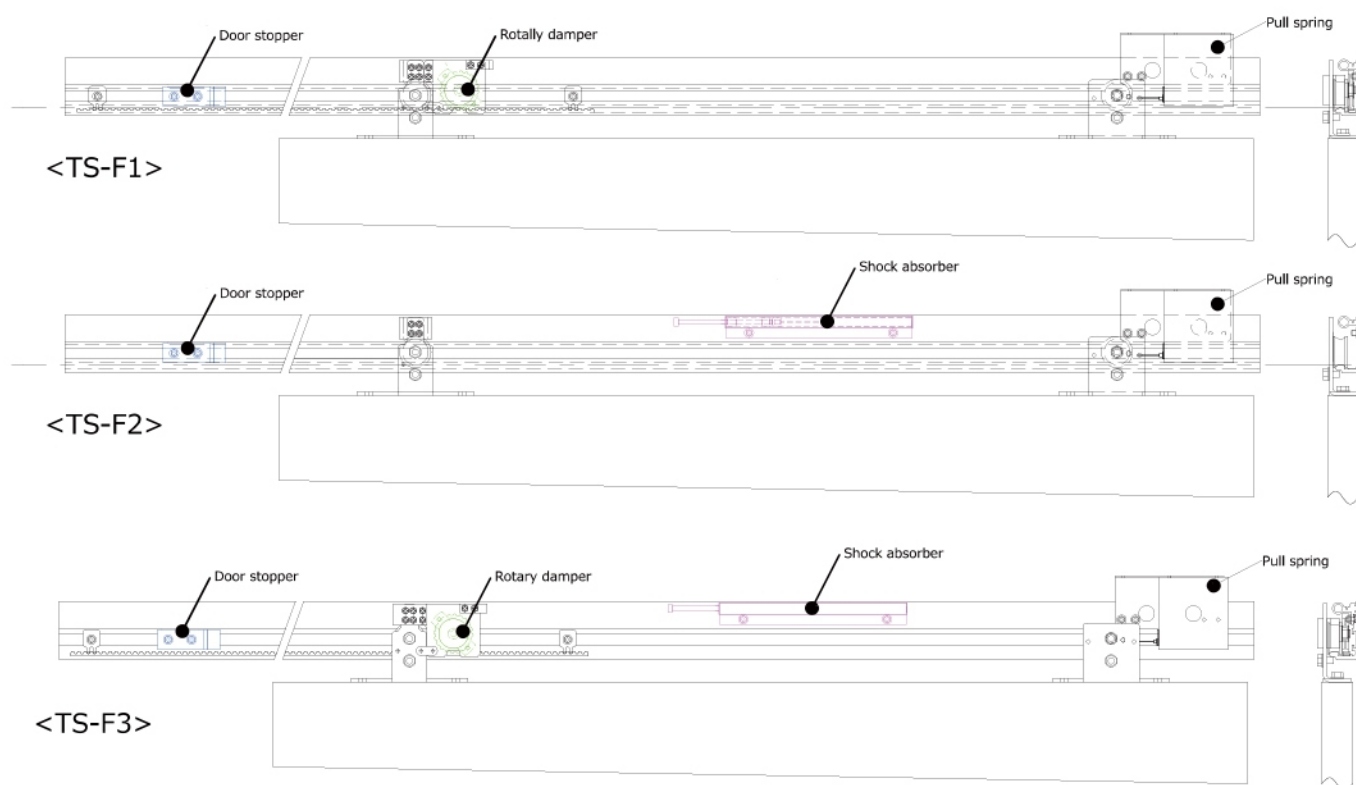 Pull spring
Door stopper
Rotally damper
<TS-F1>
Shock absorber
Pull spring
Door stopper
<TS-F2>
Shock absorber
Pull spring
Door stopper
Rotary damper
<TS-F3>